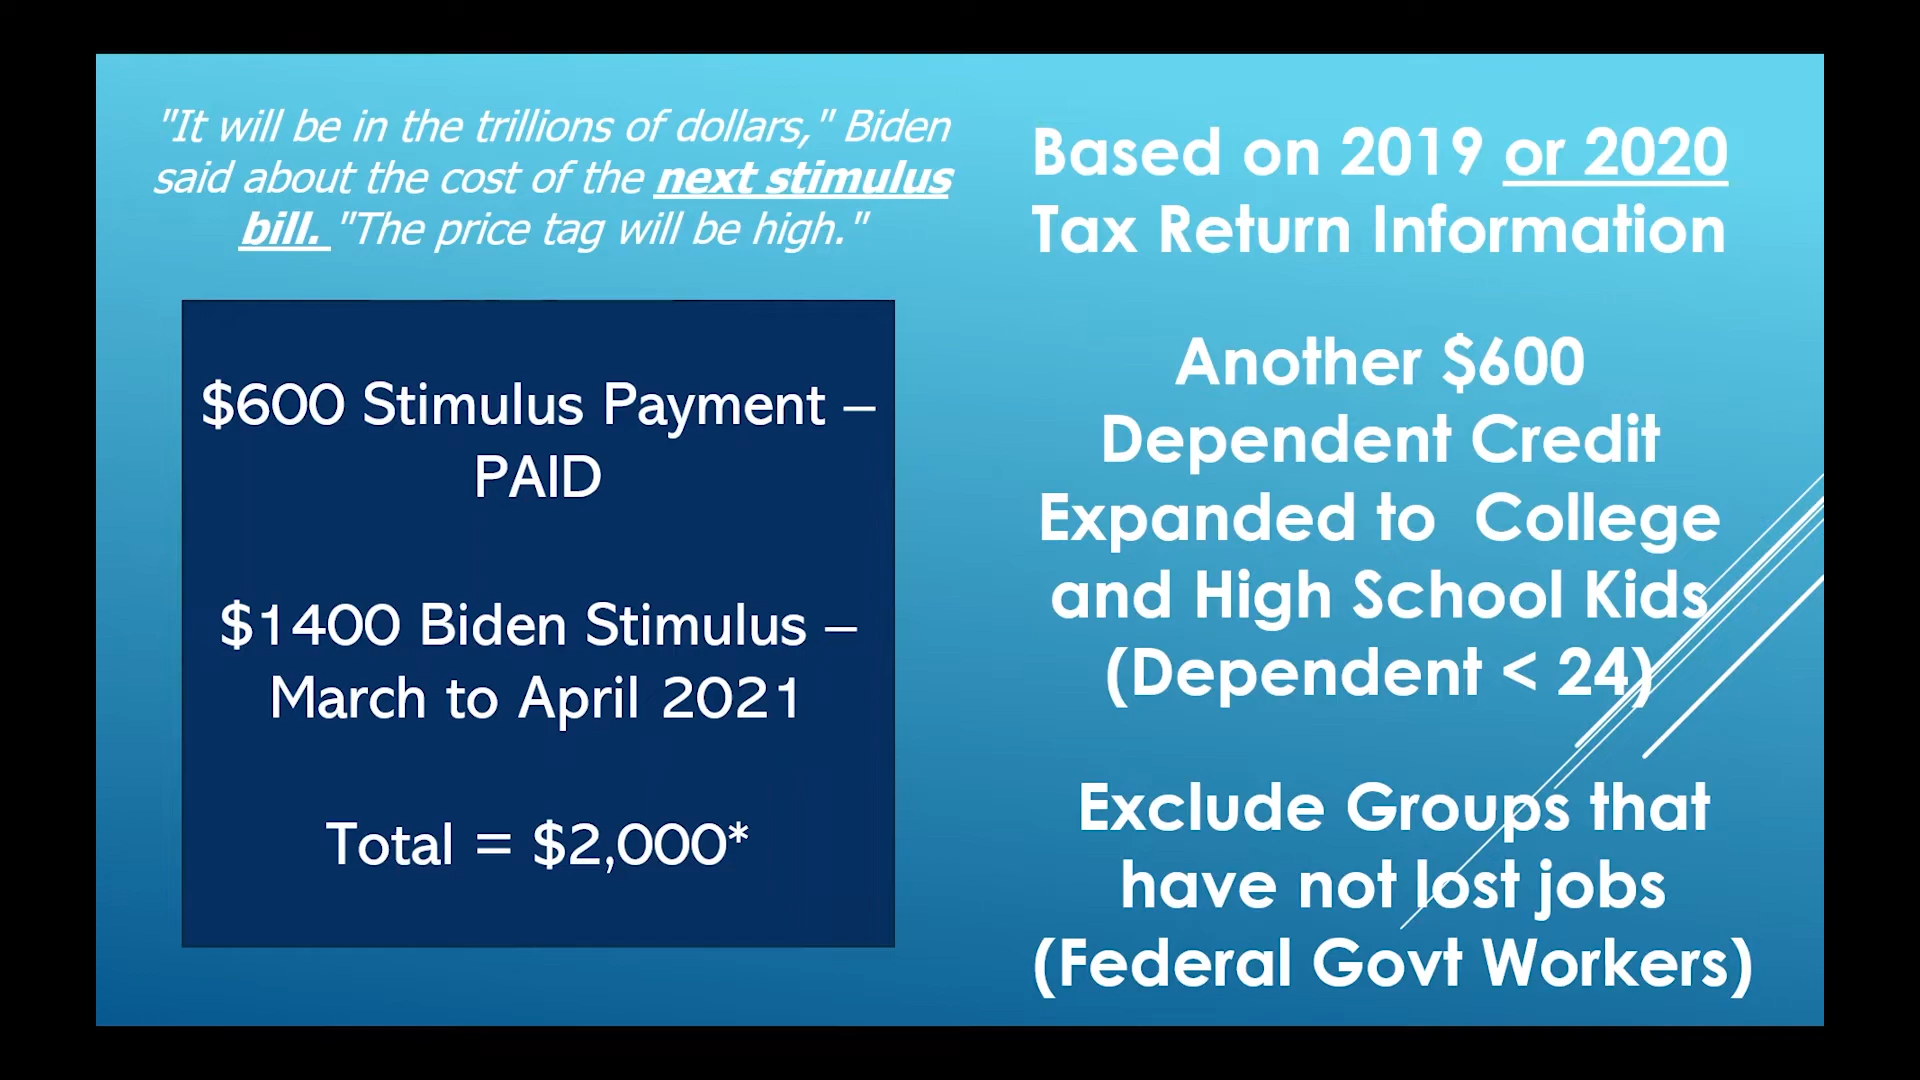 "It will be in the trillions of dollars," Biden
said about the cost of the next stimulus
bill. "The price tag will be high."
$600 Stimulus Payment –
PAID
$1400 Biden Stimulus –
March to April 2021
Total = $2,000*
Based on 2019 or 2020
Tax Return Information
Another $600
Dependent Credit
Expanded to College
and High School Kids
(Dependent < 24)
Exclude Groups that
have not lost jobs
(Federal Govt Workers)